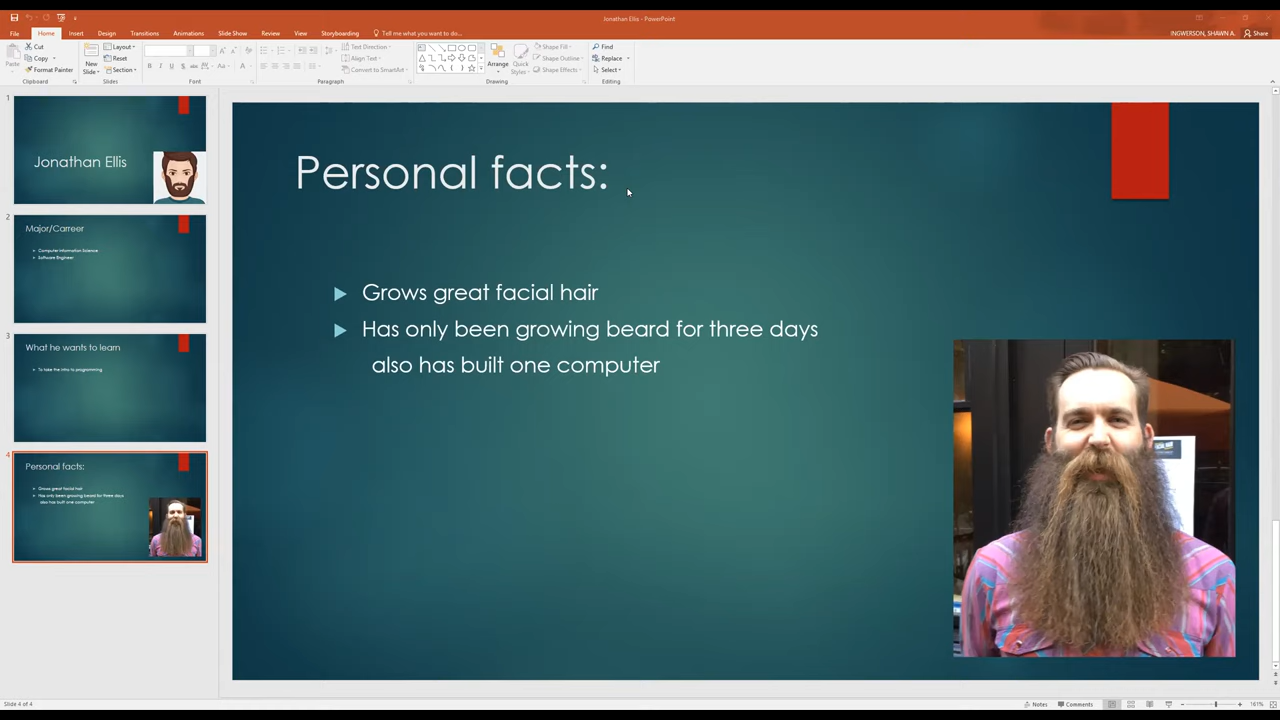 Jonathan Ellis - PowerPoint
File Home Insert Design Transitions Animations Slide Show Review View Storyboarding Tell me what you want to do...
INGWERSON, SHAWN A. Share
Paste
Cut
Copy
Format Painter
Clipboard
New Slide
Layout
Reset
Section
Slides
Font
Text Direction
Align Text
Convert to SmartArt
Paragraph
Arrange
Quick Styles
Shape Fill
Shape Outline
Shape Effects
Drawing
Find
Replace
Select
Editing
1
Jonathan Ellis
2
Major/Carreer
Computer Information Science
Software Engineer
3
What he wants to learn
To take the intro to programming
4
Personal facts:
Grows great facial hair
Has only been growing beard for three days
also has built one computer
Personal facts:
Grows great facial hair
Has only been growing beard for three days
also has built one computer
Slide 4 of 4
Notes Comments 161%